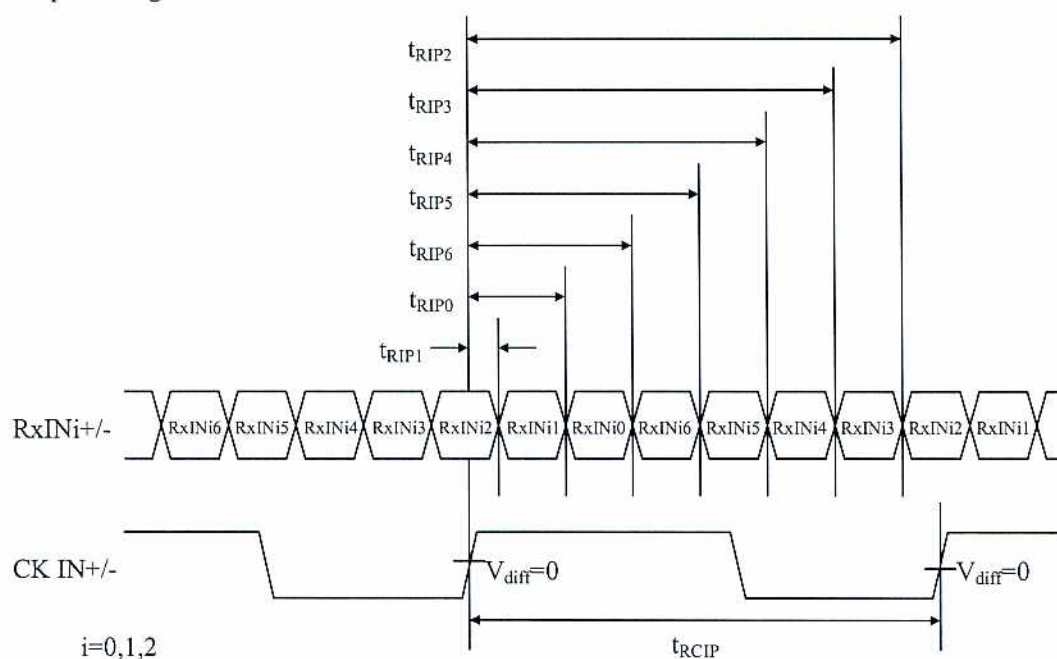 tRIP2
tRIP3
tRIP4
tRIP5
tRIP6
tRIP0
tRIP1
RxINi+/- RxINi6 RxINi5 RxINi4 RxINi3 RxINi2 RxINi1 RxINi0 RxINi6 RxINi5 RxINi4 RxINi3 RxINi2 RxINi1
CK IN+/- Vdiff=0 Vdiff=0
i=0,1,2 tRCIP